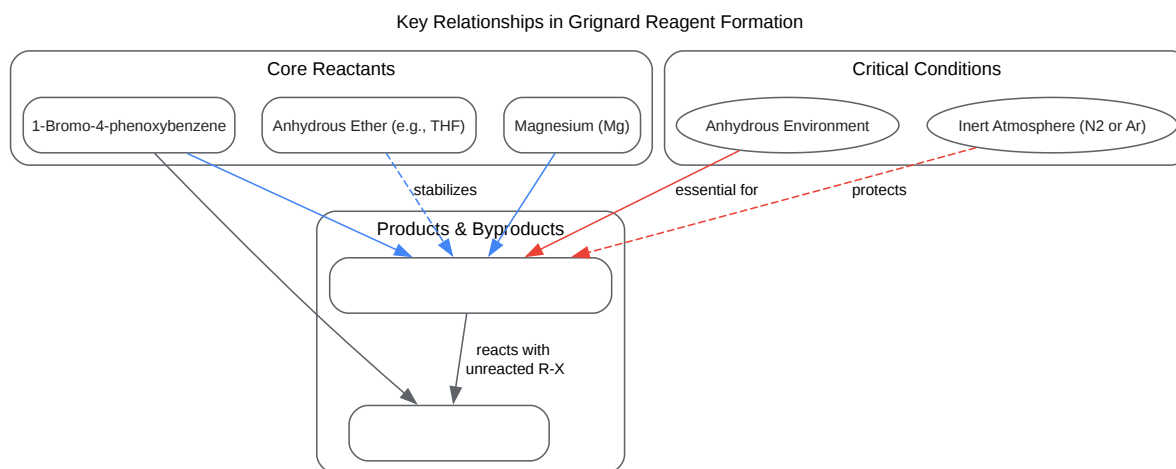 Key Relationships in Grignard Reagent Formation
Core Reactants
Critical Conditions
1-Bromo-4-phenoxybenzene
Anhydrous Ether (e.g., THF)
Magnesium (Mg)
Anhydrous Environment
Inert Atmosphere (N2 or Ar)
stabilizes
essential for
protects
Products & Byproducts
reacts with
unreacted R-X